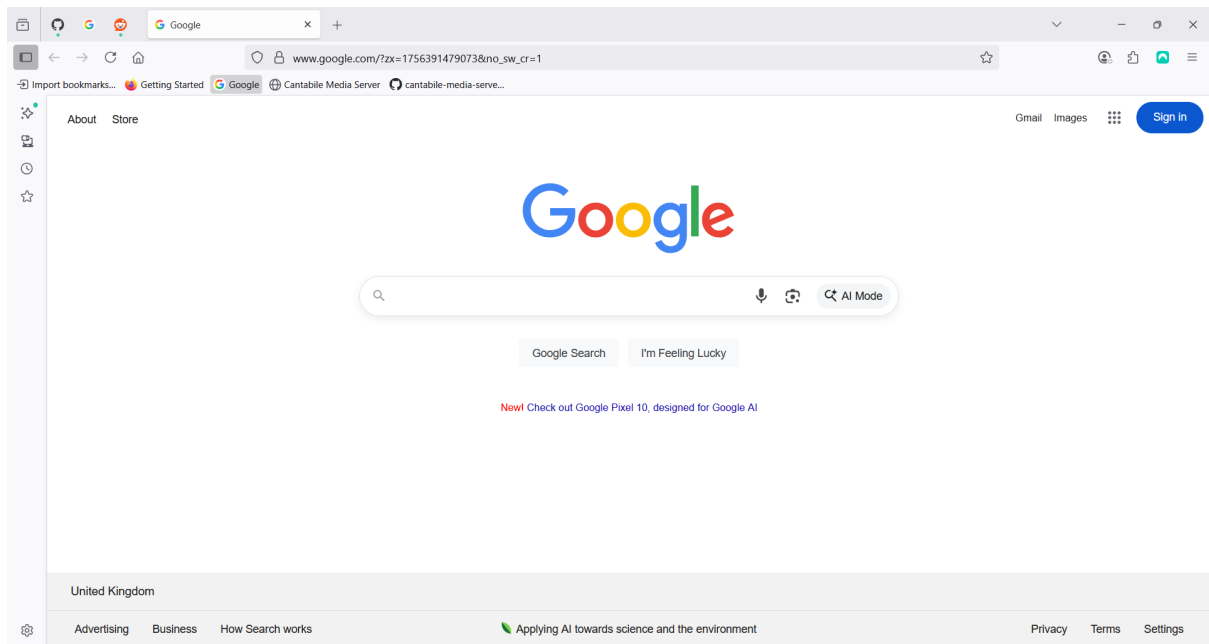 Google
www.google.com/?zx=1756391479073&no_sw_cr=1
Import bookmarks... Getting Started Google Cantabile Media Server cantabile-media-serve...
About Store Gmail Images Sign in
Google
AI Mode
Google Search I'm Feeling Lucky
New! Check out Google Pixel 10, designed for Google AI
United Kingdom
Advertising Business How Search works Applying AI towards science and the environment Privacy Terms Settings